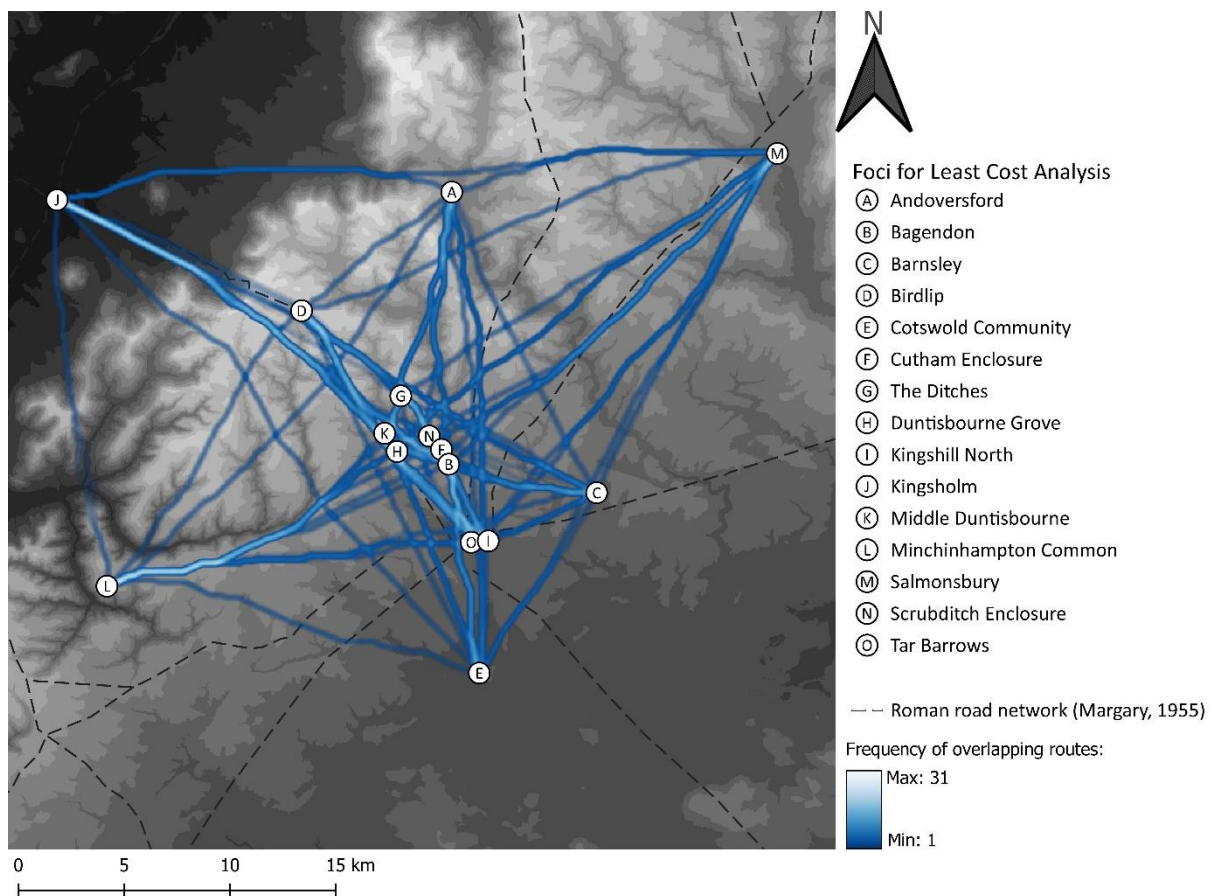 N
M
J
A
D
G
K
N
F
H
B
C
O
I
L
E
Foci for Least Cost Analysis
A Andoversford
B Bagendon
C Barnsley
D Birdlip
E Cotswold Community
F Cutham Enclosure
G The Ditches
H Duntisbourne Grove
I Kingshill North
J Kingsholm
K Middle Duntisbourne
L Minchinhampton Common
M Salmonsbury
N Scrubditch Enclosure
O Tar Barrows
Roman road network (Margary, 1955)
Frequency of overlapping routes:
Max: 31
Min: 1
0 5 10 15 km